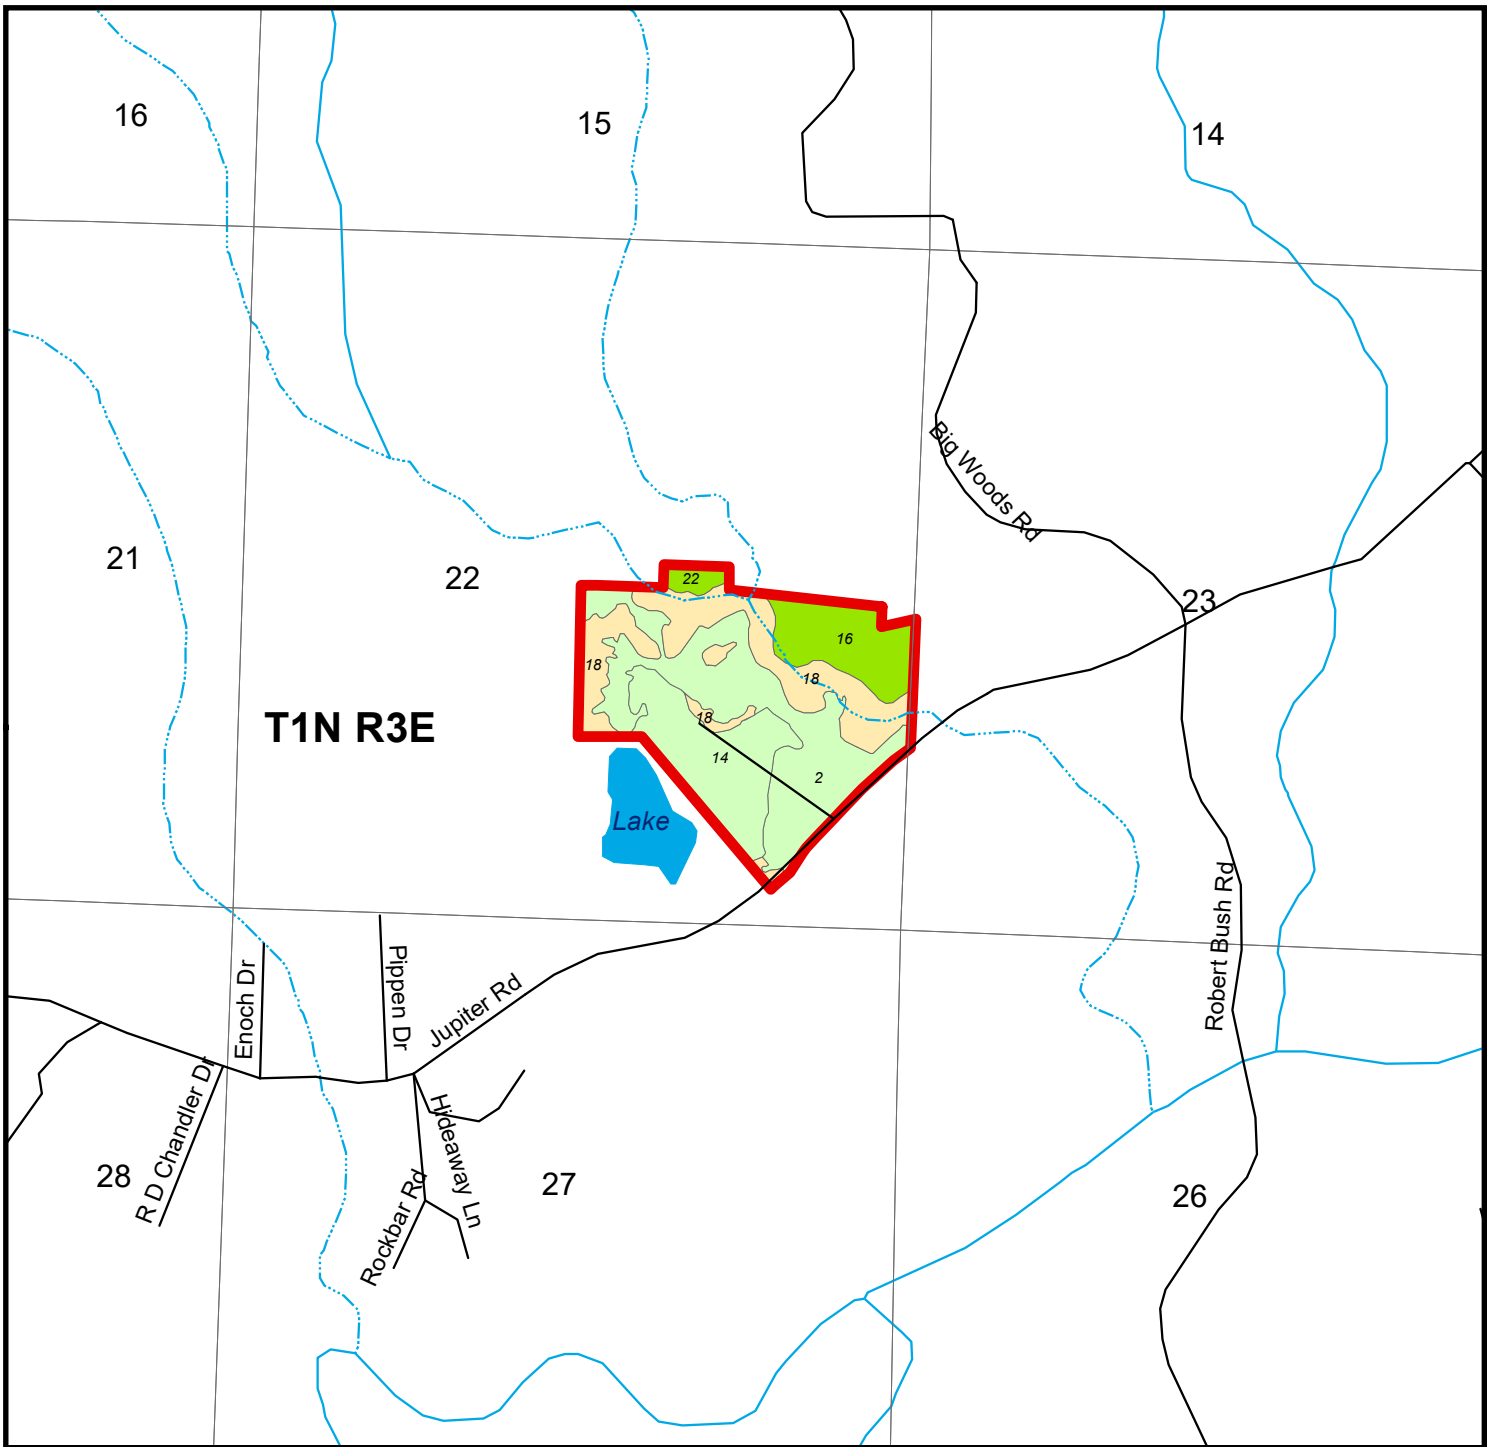 16
15
14
Big Woods Rd
21
22
22
23
16
18
18
T1N R3E
18
14
2
Lake
Robert Bush Rd
Enoch Dr
Pippen Dr
Jupiter Rd
R D Chandler Dr
Hideaway Ln
28
27
Rockbar Rd
26